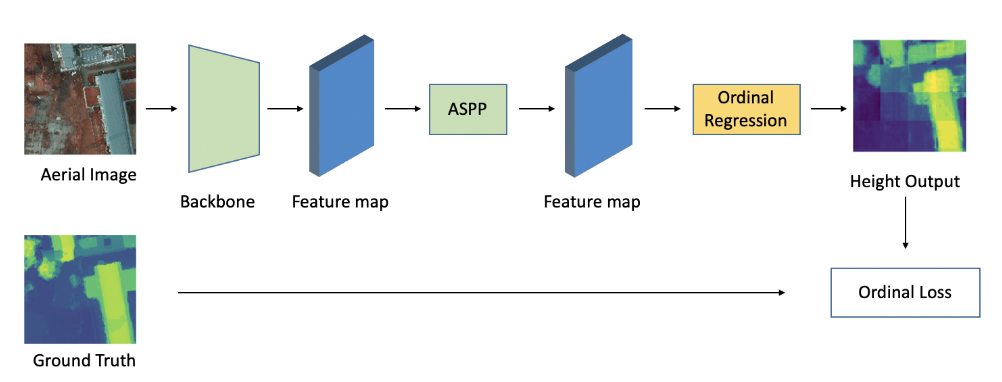 Aerial Image
Backbone
Feature map
ASPP
Feature map
Ordinal
Regression
Height Output
Ground Truth
Ordinal Loss